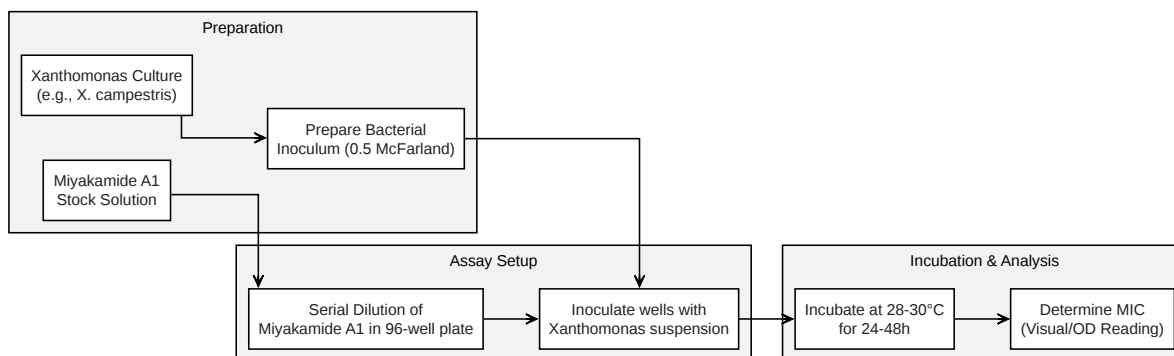 Preparation
Xanthomonas Culture
(e.g., X. campestris)
Prepare Bacterial
Inoculum (0.5 McFarland)
Miyakamide A1
Stock Solution
Assay Setup
Serial Dilution of
Miyakamide A1 in 96-well plate
Inoculate wells with
Xanthomonas suspension
Incubation & Analysis
Incubate at 28-30°C
for 24-48h
Determine MIC
(Visual/OD Reading)